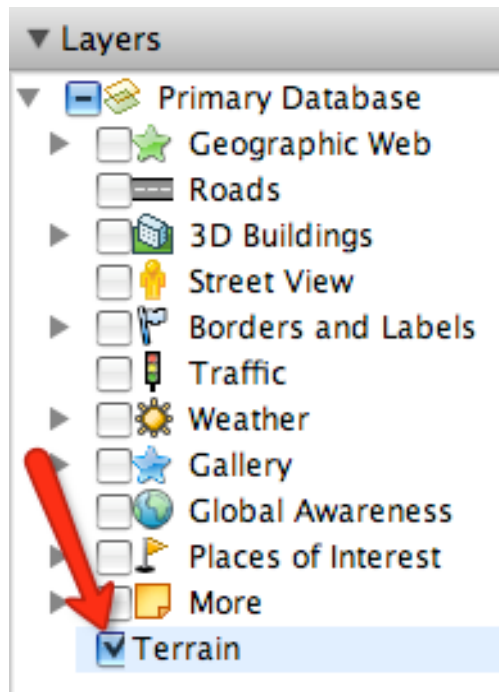 Layers
Primary Database
Geographic Web
Roads
3D Buildings
Street View
Borders and Labels
Traffic
Weather
Gallery
Global Awareness
Places of Interest
More
Terrain